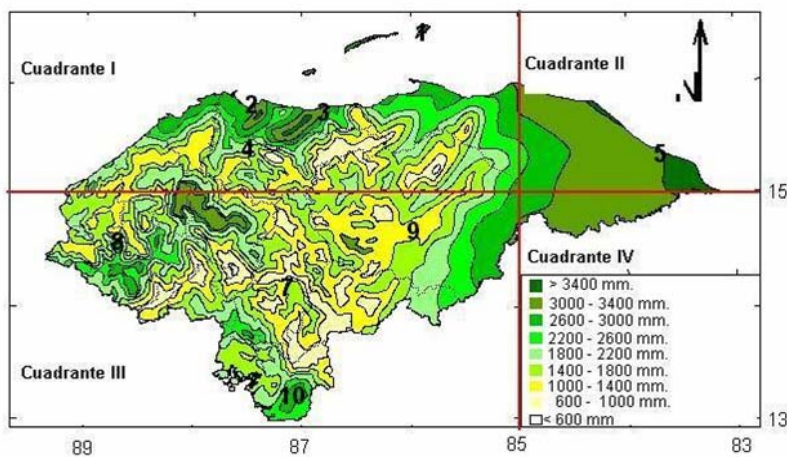 1
Cuadrante I
Cuadrante II
N
2
3
4
5
15
15
8
9
Cuadrante IV
> 3400 mm.
3000 - 3400 mm.
2600 - 3000 mm.
2200 - 2600 mm.
1800 - 2200 mm.
1400 - 1800 mm.
1000 - 1400 mm.
600 - 1000 mm.
< 600 mm
7
Cuadrante III
10
13
89
87
85
83